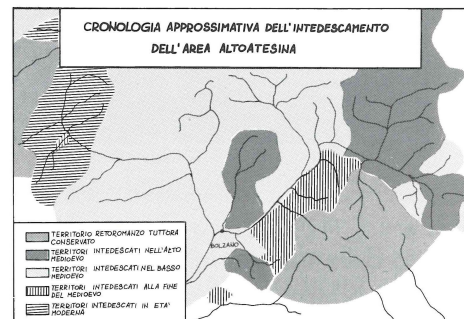 CRONOLOGIA APPROSSIMATIVA DELL'INTEDESCAMENTO
DELL'AREA ALTOATESINA
BOLZANO
TERRITORIO RETOROMANZO TUTTORA
CONSERVATO
TERRITORI INTEDESCATI NELL'ALTO
MEDIOEVO
TERRITORI INTEDESCATI NEL BASSO
MEDIOEVO
TERRITORI INTEDESCATI ALLA FINE
DEL MEDIOEVO
TERRITORI INTEDESCATI IN ETA'
MODERNA